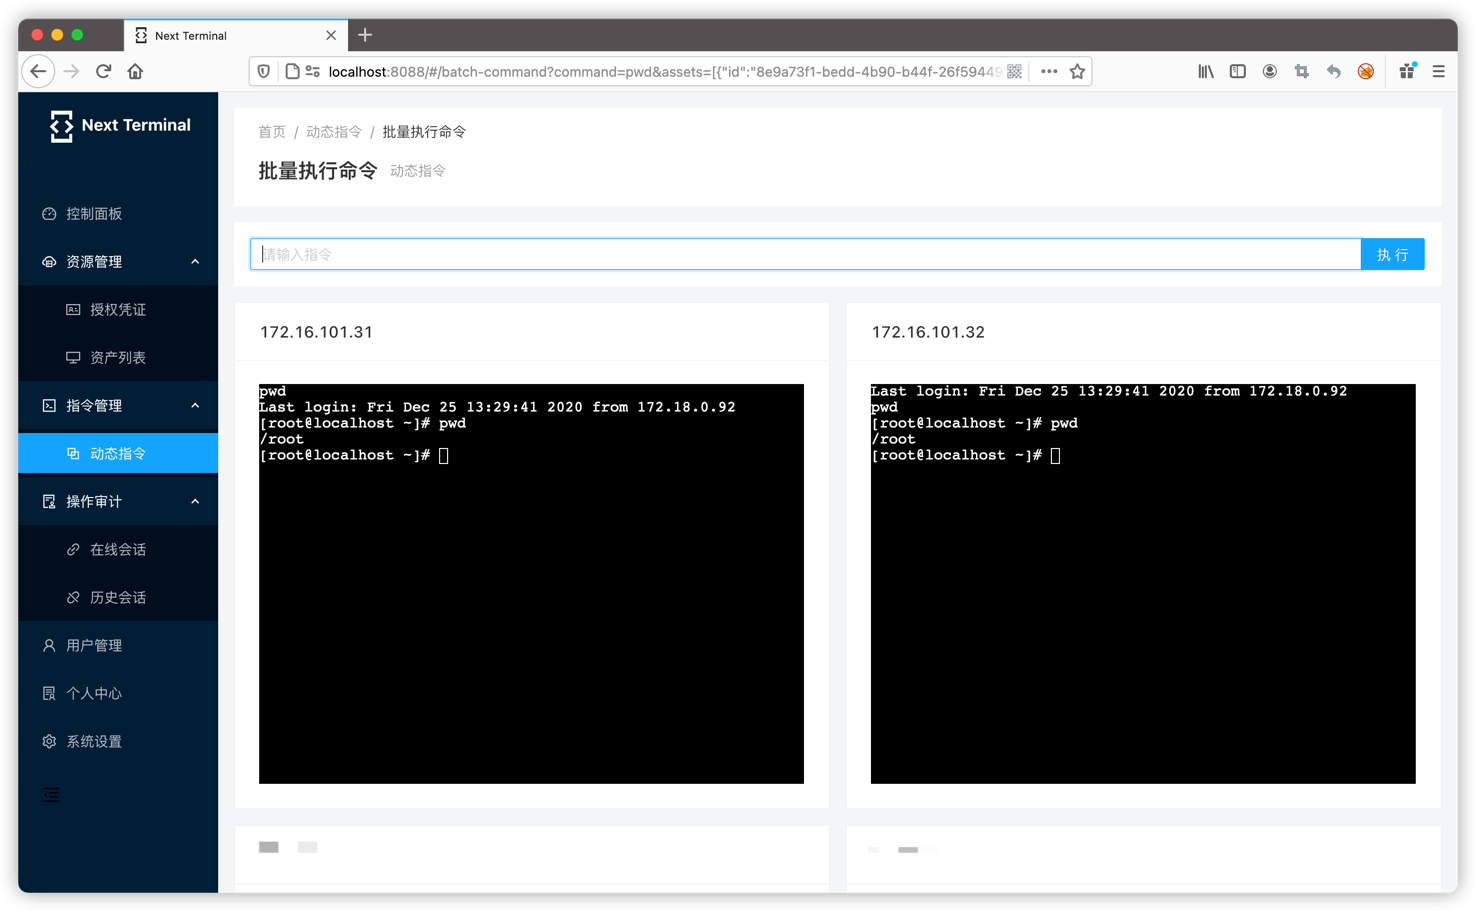 Next Terminal
localhost:8088/#/batch-command?command=pwd&assets=[{"id":"8e9a73f1-bedd-4b90-b44f-26f59449
Next Terminal
控制面板
资源管理
授权凭证
资产列表
指令管理
动态指令
操作审计
在线会话
历史会话
用户管理
个人中心
系统设置
首页 / 动态指令 / 批量执行命令
批量执行命令 动态指令
请输入指令
执 行
172.16.101.31
pwd
Last login: Fri Dec 25 13:29:41 2020 from 172.18.0.92
[root@localhost ~]# pwd
/root
[root@localhost ~]#
172.16.101.32
Last login: Fri Dec 25 13:29:41 2020 from 172.18.0.92
pwd
[root@localhost ~]# pwd
/root
[root@localhost ~]#